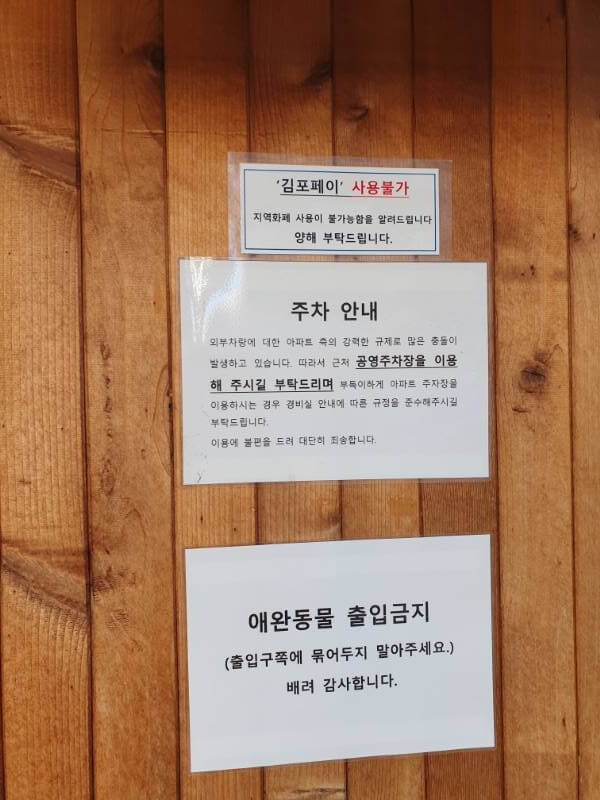 '김포페이' 사용불가
지역화폐 사용이 불가능함을 알려드립니다
양해 부탁드립니다.
주차 안내
외부차량에 대한 아파트 측의 강력한 규제로 많은 충돌이
발생하고 있습니다. 따라서 근처 공영주차장을 이용
해 주시길 부탁드리며 부득이하게 아파트 주차장을
이용하시는 경우 경비실 안내에 따른 규정을 준수해주시길
부탁드립니다.
이용에 불편을 드려 대단히 죄송합니다.
애완동물 출입금지
(출입구쪽에 묶어두지 말아주세요.)
배려 감사합니다.